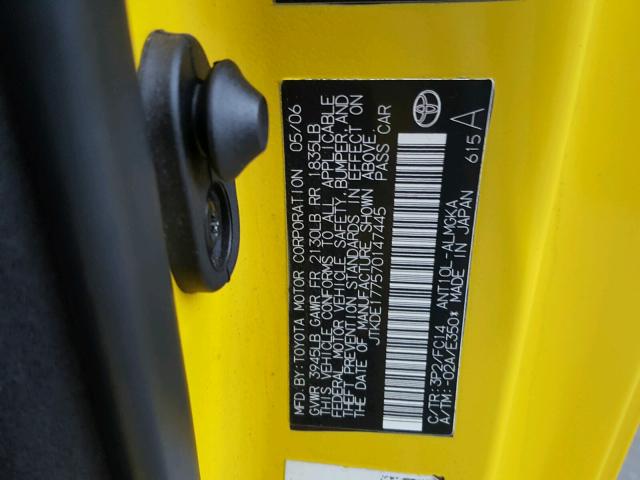 MFD.BY:TOYOTA MOTOR CORPORATION 05/06
GVWR 3945LB GAWR FR 2130LB RR 1835LB
THIS VEHICLE CONFORMS TO ALL APPLICABLE
FEDERAL MOTOR VEHICLE SAFETY, BUMPER, AND
THEFT PREVENTION STANDARDS IN EFFECT ON
THE DATE OF MANUFACTURE SHOWN ABOVE.
JTKDE177570147445 PASS CAR
C/TR:3P2/FC14 ANT10L-ALMGKA
A/TM:-02A/E350* MADE IN JAPAN
615 A